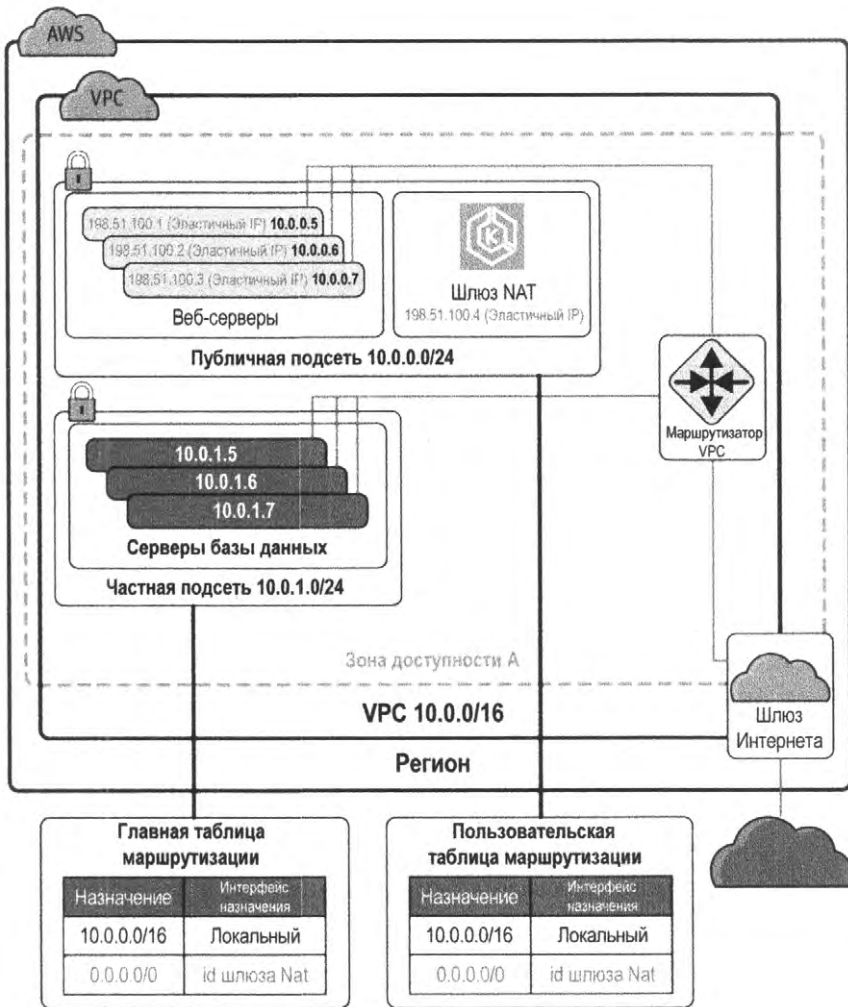 AWS
VPC
198.51.100.1 (Эластичный IP) 10.0.0.5
198.51.100.2 (Эластичный IP) 10.0.0.6
198.51.100.3 (Эластичный IP) 10.0.0.7
Веб-серверы
Шлюз NAT
198.51.100.4 (Эластичный IP)
Публичная подсеть 10.0.0.0/24
Маршрутизатор
VPC
10.0.1.5
10.0.1.6
10.0.1.7
Серверы базы данных
Частная подсеть 10.0.1.0/24
Зона доступности A
VPC 10.0.0/16
Шлюз
Интернета
Регион
Главная таблица
маршрутизации
Назначение
Интерфейс
назначения
10.0.0.0/16 Локальный
0.0.0.0/0 id шлюза Nat
Пользовательская
таблица маршрутизации
Назначение
Интерфейс
назначения
10.0.0.0/16 Локальный
0.0.0.0/0 id шлюза Nat